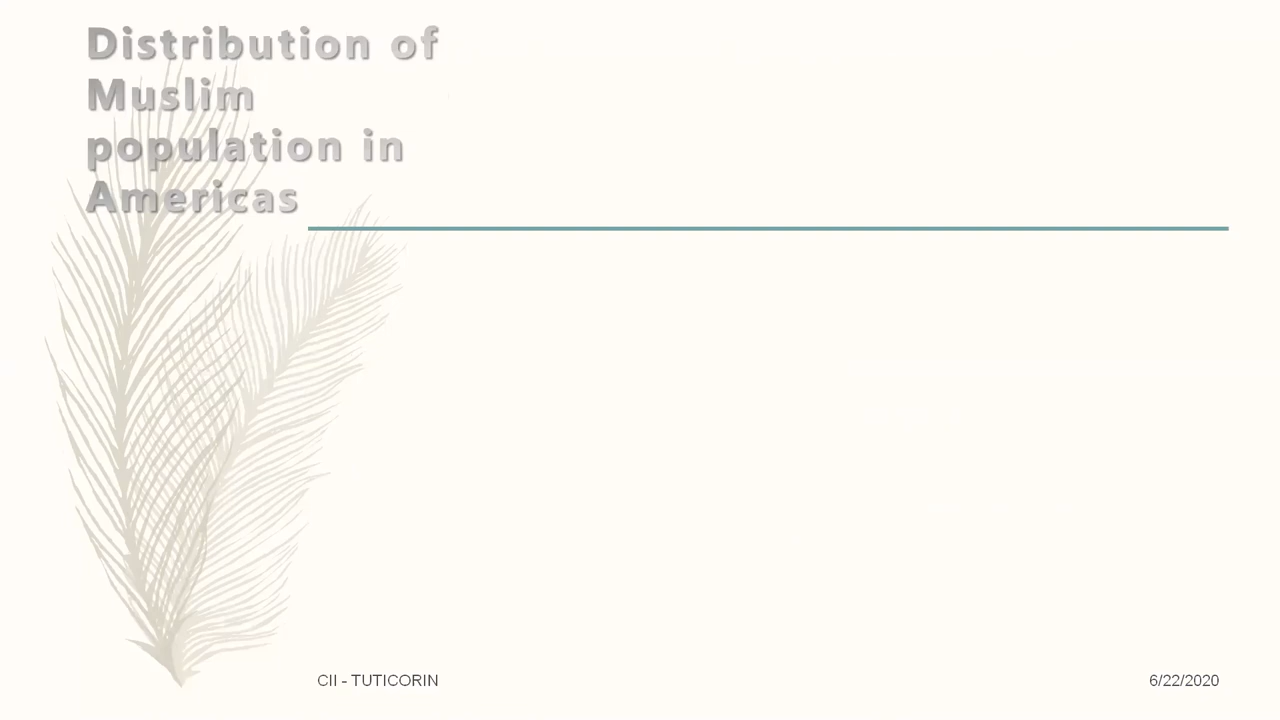 Distribution of
Muslim
population in
Americas
CII - TUTICORIN
6/22/2020